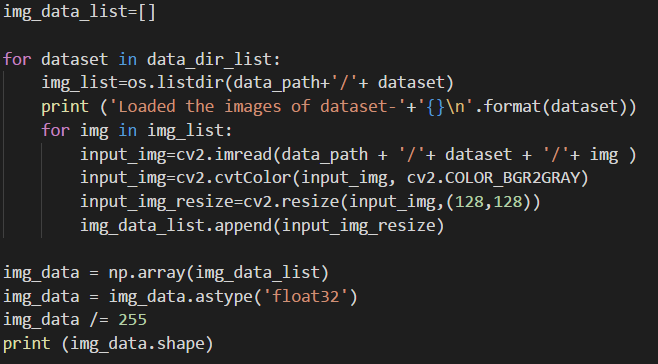 img_data_list=[]
for dataset in data_dir_list:
    img_list=os.listdir(data_path+'/'+ dataset)
    print ('Loaded the images of dataset-'+'{}\n'.format(dataset))
    for img in img_list:
        input_img=cv2.imread(data_path + '/'+ dataset + '/'+ img )
        input_img=cv2.cvtColor(input_img, cv2.COLOR_BGR2GRAY)
        input_img_resize=cv2.resize(input_img,(128,128))
        img_data_list.append(input_img_resize)
img_data = np.array(img_data_list)
img_data = img_data.astype('float32')
img_data /= 255
print (img_data.shape)